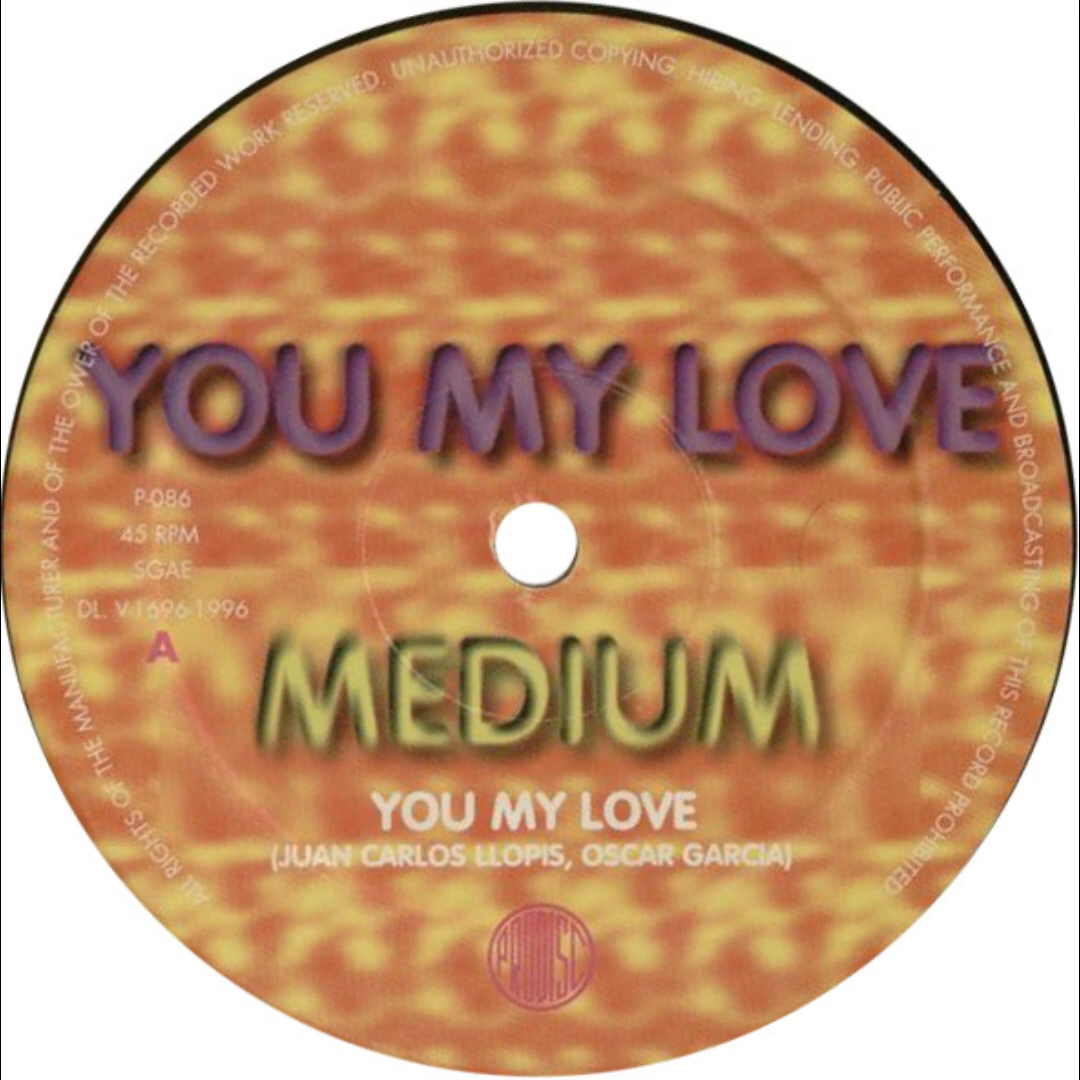 ALL RIGHTS OF THE MANUFACTURER AND OF THE OWER OF THE RECORDED WORK RESERVED. UNAUTHORIZED COPYING. HIRING. LENDING. PUBLIC PERFORMANCE AND BROADCASTING OF THIS RECORD PROHIBITED
YOU MY LOVE
P-086
45 RPM
SGAE
DL. V-1696-1996
A
MEDIUM
YOU MY LOVE
(JUAN CARLOS LLOPIS, OSCAR GARCIA)
PRODISC